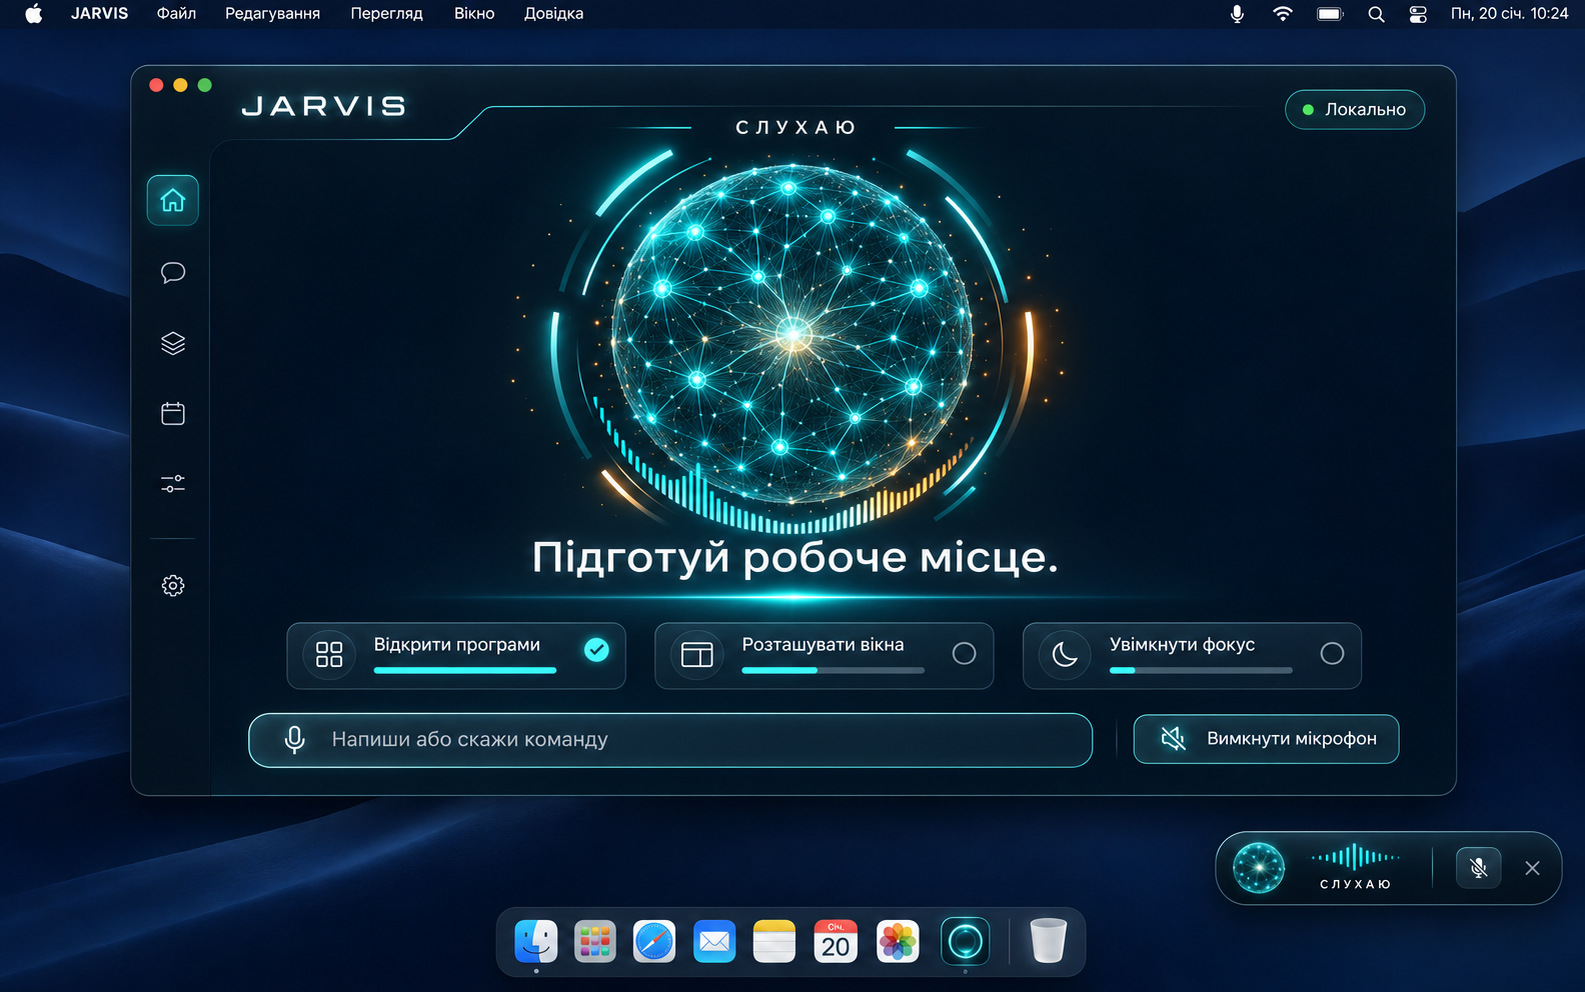 JARVIS Файл Редагування Перегляд Вікно Довідка Пн, 20 січ. 10:24
JARVIS
СЛУХАЮ
Локально
Підготуй робоче місце.
Відкрити програми
Розташувати вікна
Увімкнути фокус
Напиши або скажи команду
Вимкнути мікрофон
СЛУХАЮ
Січ.
20